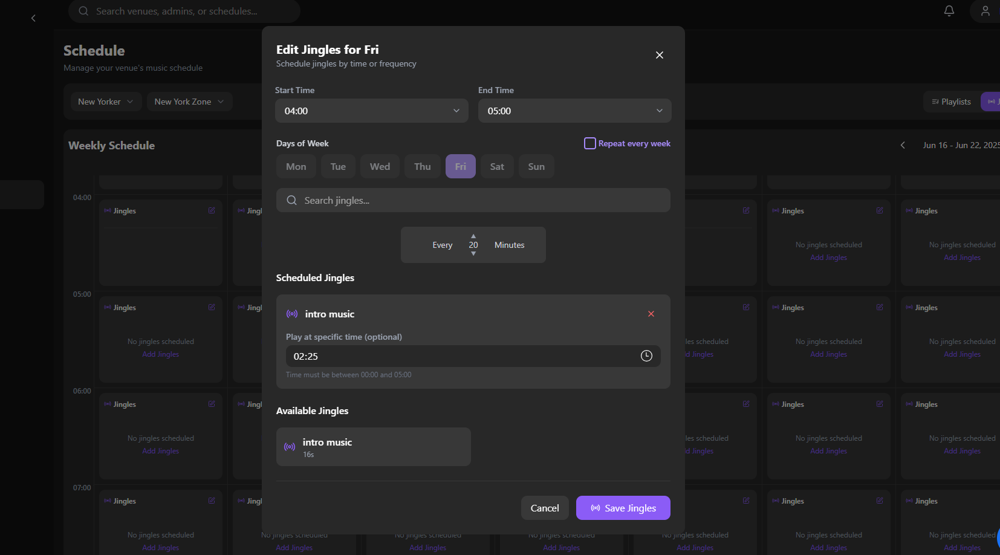 Search venues, admins, or schedules...
Schedule
Manage your venue's music schedule
New Yorker
New York Zone
Playlists
Weekly Schedule
Jun 16 - Jun 22, 2025
Edit Jingles for Fri
Schedule jingles by time or frequency
Start Time
End Time
04:00
05:00
Days of Week
Repeat every week
Mon Tue Wed Thu Fri Sat Sun
Search jingles...
Every 20 Minutes
Scheduled Jingles
intro music
Play at specific time (optional)
02:25
Time must be between 00:00 and 05:00
Available Jingles
intro music
16s
Cancel
Save Jingles
04:00
Jingles
Jingles
Jingles
No jingles scheduled
No jingles scheduled
Add Jingles
Add Jingles
05:00
Jingles
Jingles
Jingles
No jingles scheduled
scheduled
No jingles scheduled
No jingles scheduled
Add Jingles
Jingles
Add Jingles
Add Jingles
06:00
Jingles
Jingles
Jingles
No jingles scheduled
scheduled
No jingles scheduled
No jingles scheduled
Add Jingles
Jingles
Add Jingles
Add Jingles
07:00
Jingles
Jingles
Jingles
No jingles scheduled
No jingles scheduled
No jingles scheduled
No jingles scheduled
No jingles scheduled
No jingles scheduled
No jingles scheduled
Add Jingles
Add Jingles
Add Jingles
Add Jingles
Add Jingles
Add Jingles
Add Jingles